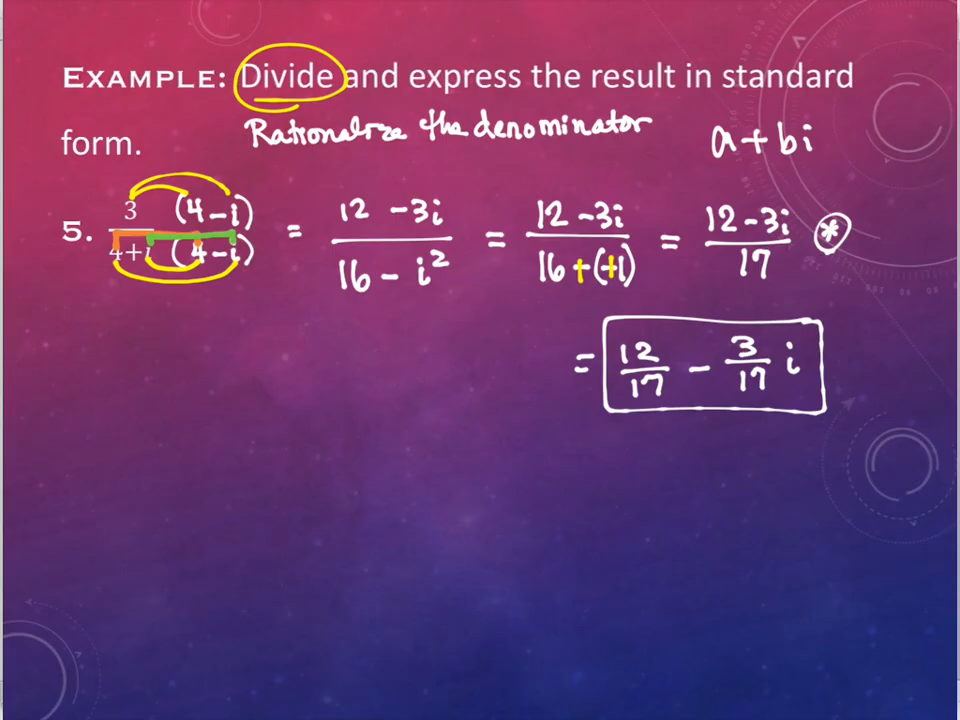 EXAMPLE: Divide and express the result in standard
Rationalize the denominator
form.
a + bi
5. 3/(4+i) (4-i)/(4-i) = (12 - 3i)/(16 - i²) = (12 - 3i)/(16 + (+1)) = (12 - 3i)/17 *
= 12/17 - 3/17 i